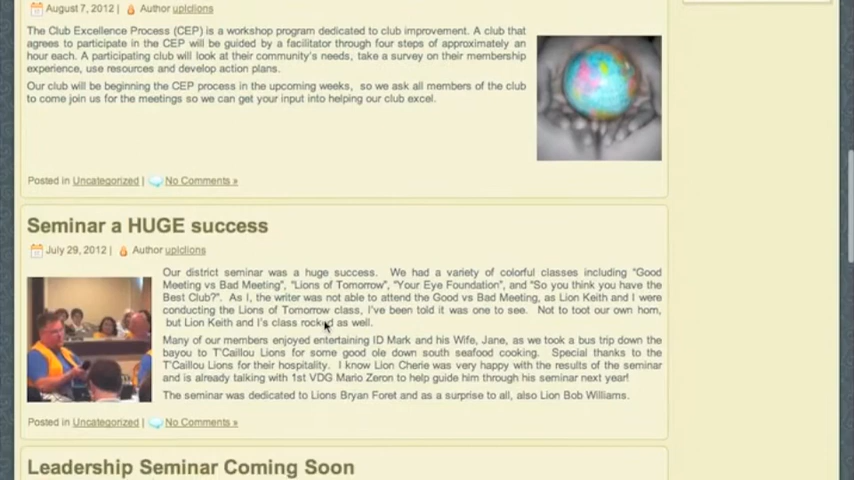 August 7, 2012 | Author uplclions
The Club Excellence Process (CEP) is a workshop program dedicated to club improvement. A club that
agrees to participate in the CEP will be guided by a facilitator through four steps of approximately an
hour each. A participating club will look at their community's needs, take a survey on their membership
experience, use resources and develop action plans.
Our club will be beginning the CEP process in the upcoming weeks, so we ask all members of the club
to come join us for the meetings so we can get your input into helping our club excel.
Posted in Uncategorized | No Comments »
Seminar a HUGE success
July 29, 2012 | Author uplclions
Our district seminar was a huge success. We had a variety of colorful classes including "Good
Meeting vs Bad Meeting", "Lions of Tomorrow", "Your Eye Foundation", and "So you think you have the
Best Club?". As I, the writer was not able to attend the Good vs Bad Meeting, as Lion Keith and I were
conducting the Lions of Tomorrow class, I've been told it was one to see. Not to toot our own horn,
but Lion Keith and I's class rocked as well.
Many of our members enjoyed entertaining ID Mark and his Wife, Jane, as we took a bus trip down the
bayou to T'Caillou Lions for some good ole down south seafood cooking. Special thanks to the
T'Caillou Lions for their hospitality. I know Lion Cherie was very happy with the results of the seminar
and is already talking with 1st VDG Mario Zeron to help guide him through his seminar next year!
The seminar was dedicated to Lions Bryan Foret and as a surprise to all, also Lion Bob Williams.
Posted in Uncategorized | No Comments »
Leadership Seminar Coming Soon